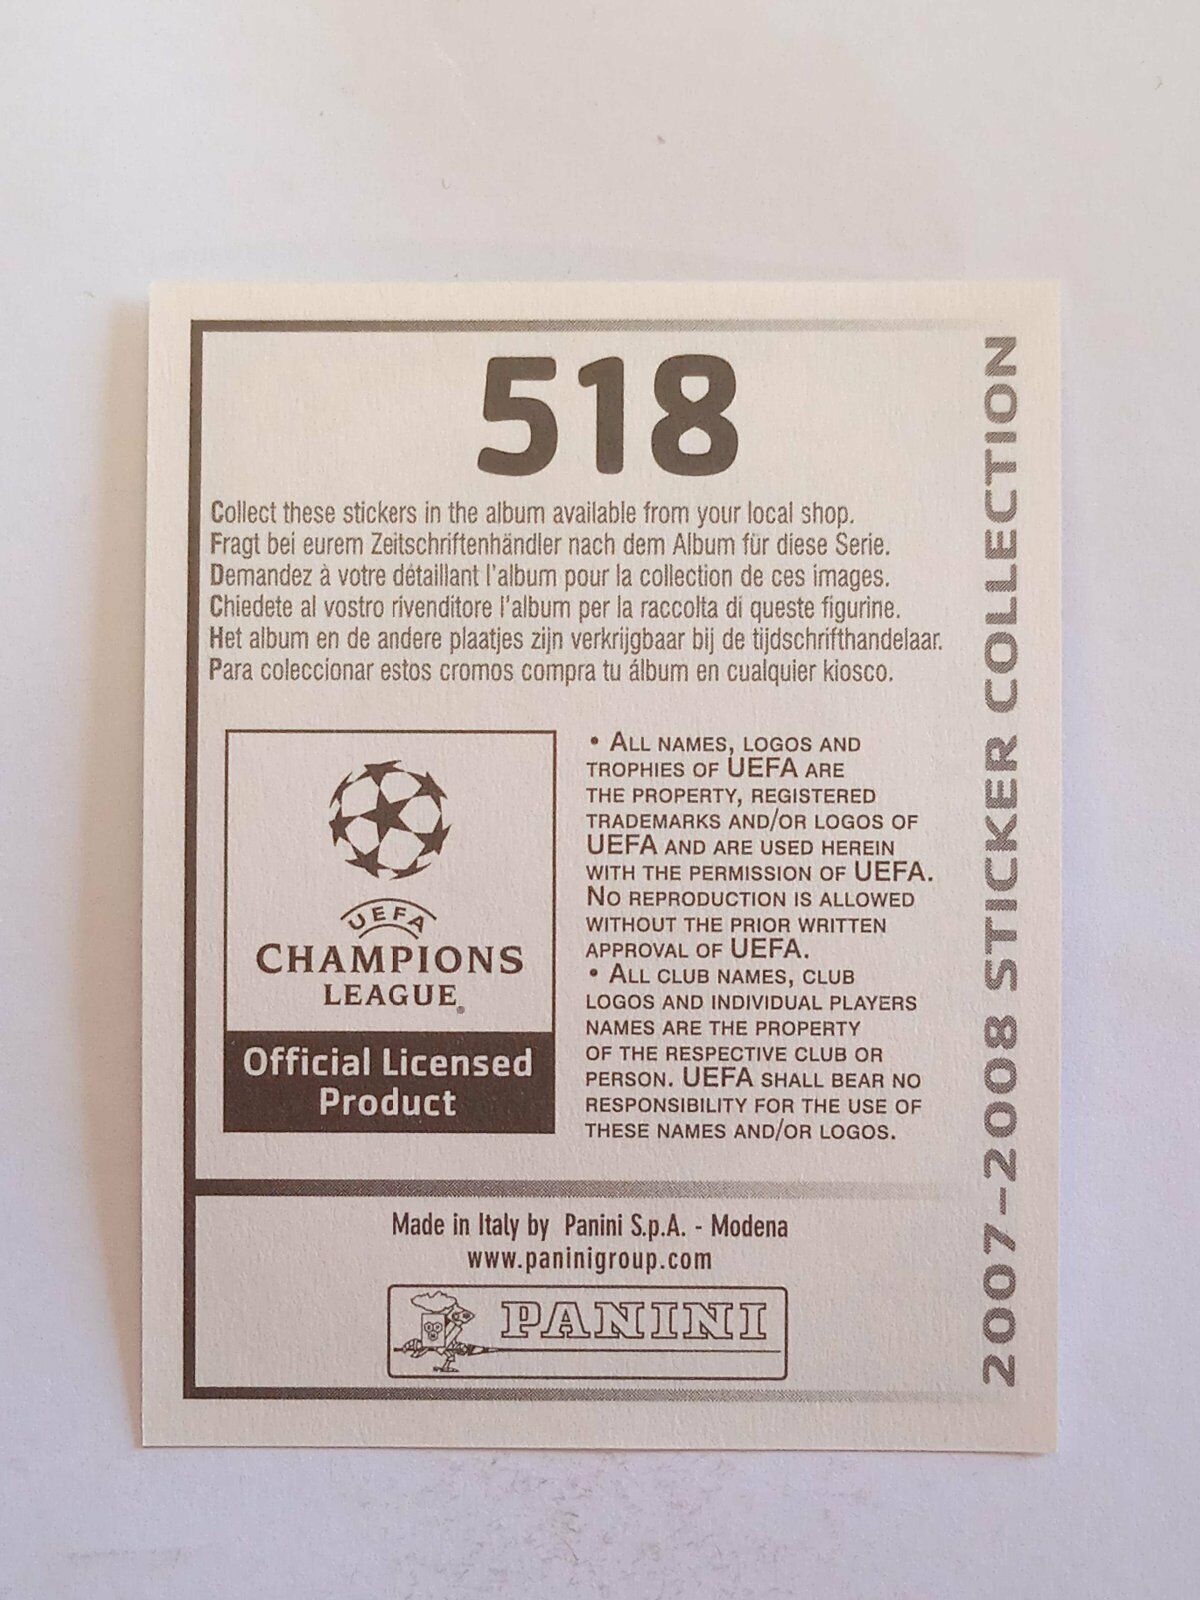 518
Collect these stickers in the album available from your local shop.
Fragt bei eurem Zeitschriftenhändler nach dem Album für diese Serie.
Demandez à votre détaillant l'album pour la collection de ces images.
Chiedete al vostro rivenditore l'album per la raccolta di queste figurine.
Het album en de andere plaatjes zijn verkrijgbaar bij de tijdschrifthandelaar.
Para coleccionar estos cromos compra tu álbum en cualquier kiosco.
UEFA
CHAMPIONS
LEAGUE®
Official Licensed
Product
• ALL NAMES, LOGOS AND
TROPHIES OF UEFA ARE
THE PROPERTY, REGISTERED
TRADEMARKS AND/OR LOGOS OF
UEFA AND ARE USED HEREIN
WITH THE PERMISSION OF UEFA.
NO REPRODUCTION IS ALLOWED
WITHOUT THE PRIOR WRITTEN
APPROVAL OF UEFA.
• ALL CLUB NAMES, CLUB
LOGOS AND INDIVIDUAL PLAYERS
NAMES ARE THE PROPERTY
OF THE RESPECTIVE CLUB OR
PERSON. UEFA SHALL BEAR NO
RESPONSIBILITY FOR THE USE OF
THESE NAMES AND/OR LOGOS.
Made in Italy by Panini S.p.A. - Modena
www.paninigroup.com
PANINI
2007-2008 STICKER COLLECTION